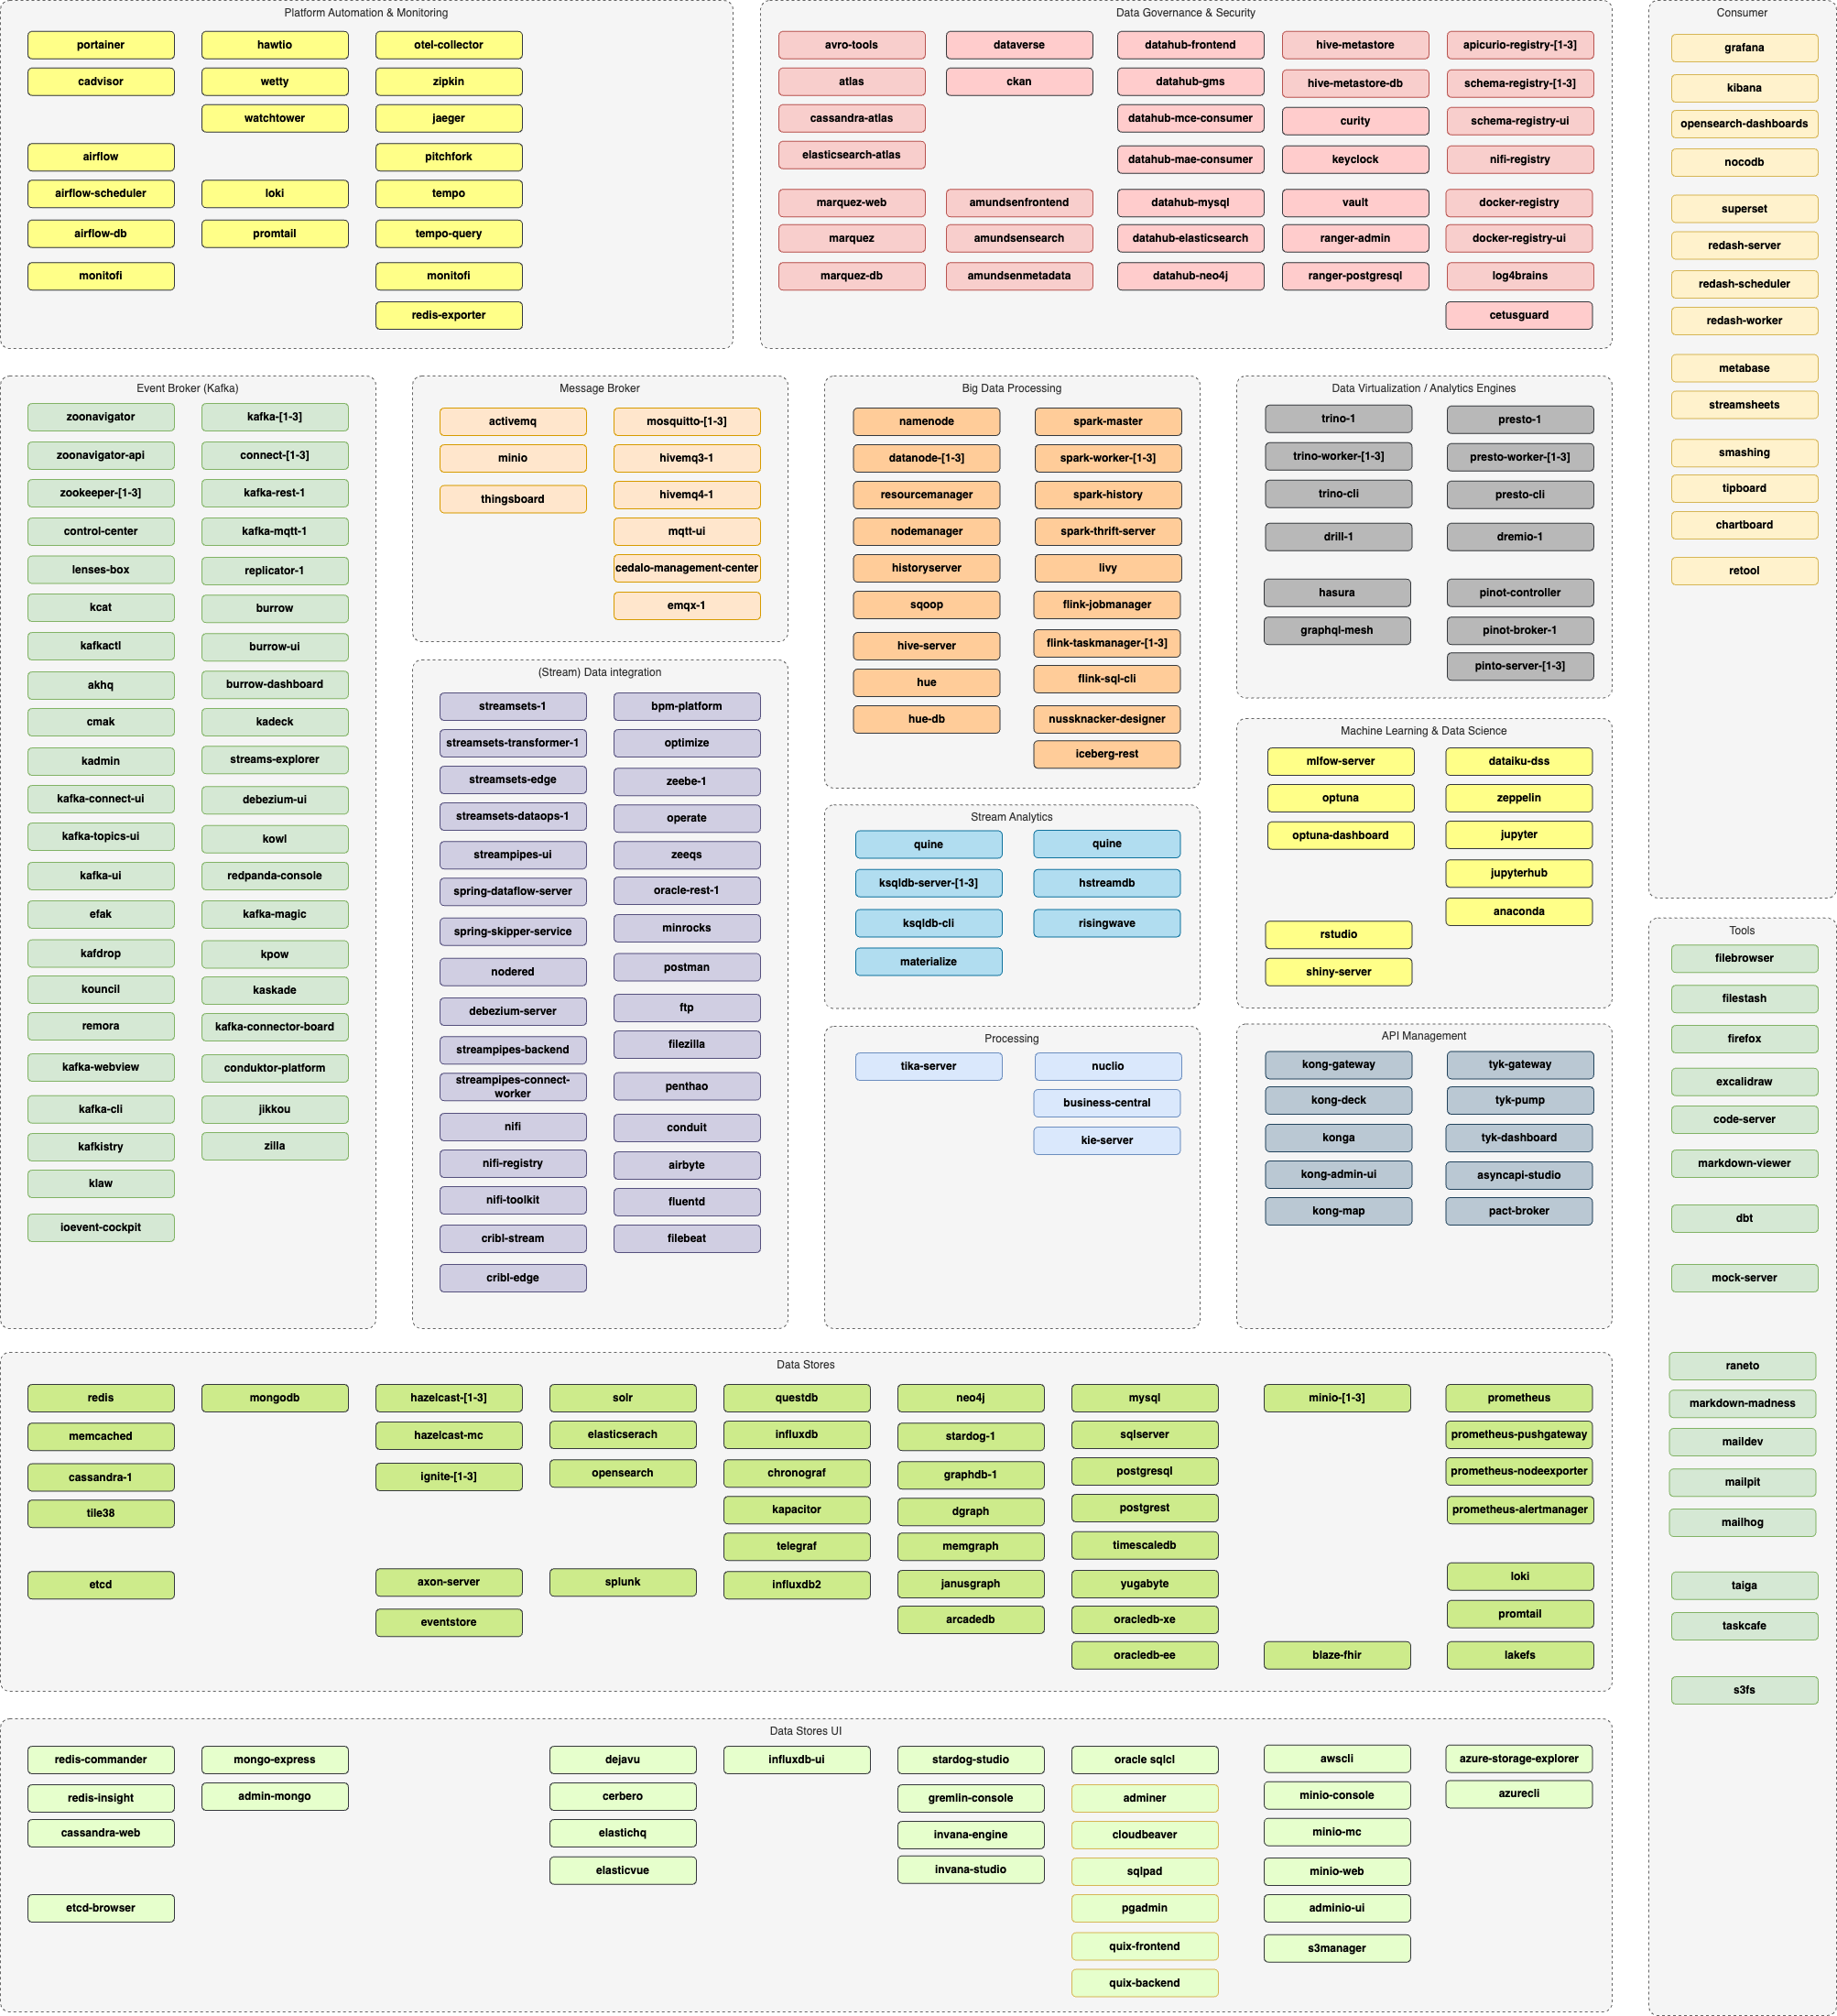 Platform Automation & Monitoring
portainer
cadvisor
airflow
airflow-scheduler
airflow-db
monitofi
hawtio
wetty
watchtower
loki
promtail
otel-collector
zipkin
jaeger
pitchfork
tempo
tempo-query
monitofi
redis-exporter
Data Governance & Security
avro-tools
atlas
cassandra-atlas
elasticsearch-atlas
marquez-web
marquez
marquez-db
dataverse
ckan
amundsenfrontend
amundsensearch
amundsenmetadata
datahub-frontend
datahub-gms
datahub-mce-consumer
datahub-mae-consumer
datahub-mysql
datahub-elasticsearch
datahub-neo4j
hive-metastore
hive-metastore-db
curity
keyclock
vault
ranger-admin
ranger-postgresql
apicurio-registry-[1-3]
schema-registry-[1-3]
schema-registry-ui
nifi-registry
docker-registry
docker-registry-ui
log4brains
cetusguard
Consumer
grafana
kibana
opensearch-dashboards
nocodb
superset
redash-server
redash-scheduler
redash-worker
metabase
streamsheets
smashing
tipboard
chartboard
retool
Event Broker (Kafka)
zoonavigator
zoonavigator-api
zookeeper-[1-3]
control-center
lenses-box
kcat
kafkactl
akhq
cmak
kadmin
kafka-connect-ui
kafka-topics-ui
kafka-ui
efak
kafdrop
kouncil
remora
kafka-webview
kafka-cli
kafkistry
klaw
ioevent-cockpit
kafka-[1-3]
connect-[1-3]
kafka-rest-1
kafka-mqtt-1
replicator-1
burrow
burrow-ui
burrow-dashboard
kadeck
streams-explorer
debezium-ui
kowl
redpanda-console
kafka-magic
kpow
kaskade
kafka-connector-board
conduktor-platform
jikkou
zilla
Message Broker
activemq
minio
thingsboard
mosquitto-[1-3]
hivemq3-1
hivemq4-1
mqtt-ui
cedalo-management-center
emqx-1
(Stream) Data integration
streamsets-1
streamsets-transformer-1
streamsets-edge
streamsets-dataops-1
streampipes-ui
spring-dataflow-server
spring-skipper-service
nodered
debezium-server
streampipes-backend
streampipes-connect-
worker
nifi
nifi-registry
nifi-toolkit
cribl-stream
cribl-edge
bpm-platform
optimize
zeebe-1
operate
zeeqs
oracle-rest-1
minrocks
postman
ftp
filezilla
penthao
conduit
airbyte
fluentd
filebeat
Big Data Processing
namenode
datanode-[1-3]
resourcemanager
nodemanager
historyserver
sqoop
hive-server
hue
hue-db
spark-master
spark-worker-[1-3]
spark-history
spark-thrift-server
livy
flink-jobmanager
flink-taskmanager-[1-3]
flink-sql-cli
nussknacker-designer
iceberg-rest
Stream Analytics
quine
ksqldb-server-[1-3]
ksqldb-cli
materialize
quine
hstreamdb
risingwave
Processing
tika-server
nuclio
business-central
kie-server
Data Virtualization / Analytics Engines
trino-1
trino-worker-[1-3]
trino-cli
drill-1
hasura
graphql-mesh
presto-1
presto-worker-[1-3]
presto-cli
dremio-1
pinot-controller
pinot-broker-1
pinto-server-[1-3]
Machine Learning & Data Science
mlfow-server
optuna
optuna-dashboard
rstudio
shiny-server
dataiku-dss
zeppelin
jupyter
jupyterhub
anaconda
API Management
kong-gateway
kong-deck
konga
kong-admin-ui
kong-map
tyk-gateway
tyk-pump
tyk-dashboard
asyncapi-studio
pact-broker
Tools
filebrowser
filestash
firefox
excalidraw
code-server
markdown-viewer
dbt
mock-server
raneto
markdown-madness
maildev
mailpit
mailhog
taiga
taskcafe
s3fs
Data Stores
redis
memcached
cassandra-1
tile38
etcd
mongodb
hazelcast-[1-3]
hazelcast-mc
ignite-[1-3]
axon-server
eventstore
solr
elasticserach
opensearch
splunk
questdb
influxdb
chronograf
kapacitor
telegraf
influxdb2
neo4j
stardog-1
graphdb-1
dgraph
memgraph
janusgraph
arcadedb
mysql
sqlserver
postgresql
postgrest
timescaledb
yugabyte
oracledb-xe
oracledb-ee
minio-[1-3]
blaze-fhir
prometheus
prometheus-pushgateway
prometheus-nodeexporter
prometheus-alertmanager
loki
promtail
lakefs
Data Stores UI
redis-commander
redis-insight
cassandra-web
etcd-browser
mongo-express
admin-mongo
dejavu
cerbero
elastichq
elasticvue
influxdb-ui
stardog-studio
gremlin-console
invana-engine
invana-studio
oracle sqlcl
adminer
cloudbeaver
sqlpad
pgadmin
quix-frontend
quix-backend
awscli
minio-console
minio-mc
minio-web
adminio-ui
s3manager
azure-storage-explorer
azurecli